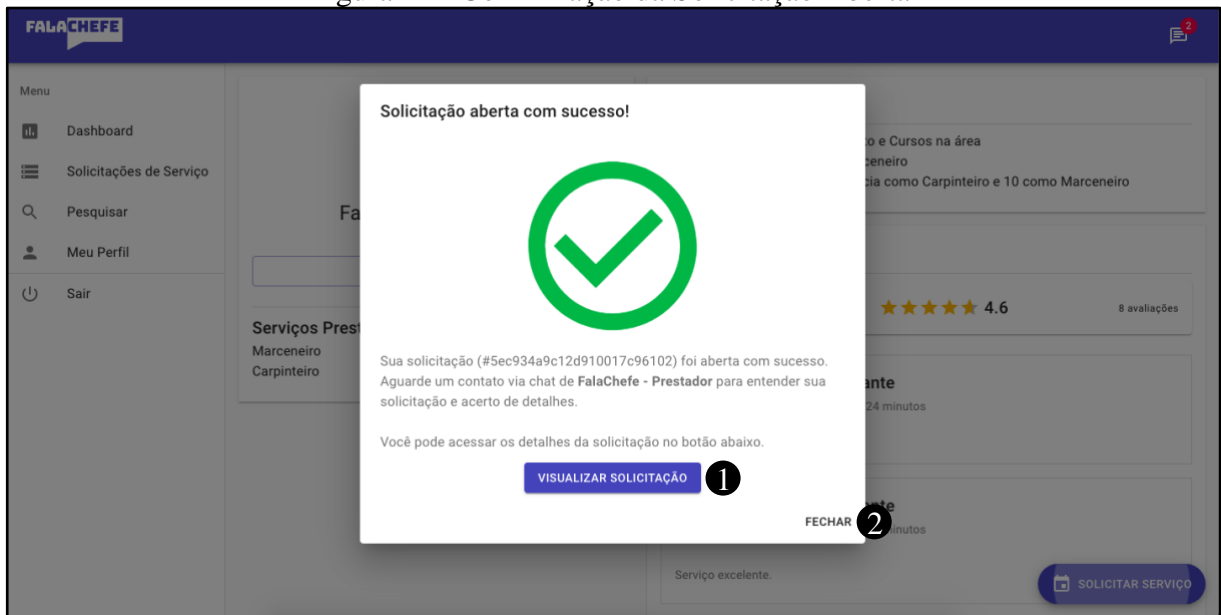 FALACHEFE
2
Menu
Dashboard
Solicitações de Serviço
Pesquisar
Meu Perfil
Sair
Fa
Serviços Prest
Marceneiro
Carpinteiro
Solicitação aberta com sucesso!
Sua solicitação (#5ec934a9c12d910017c96102) foi aberta com sucesso.
Aguarde um contato via chat de FalaChefe - Prestador para entender sua
solicitação e acerto de detalhes.
Você pode acessar os detalhes da solicitação no botão abaixo.
VISUALIZAR SOLICITAÇÃO 1
FECHAR 2
o e Cursos na área
ceneiro
cia como Carpinteiro e 10 como Marceneiro
4.6
8 avaliações
ante
24 minutos
nte
minutos
Serviço excelente.
SOLICITAR SERVIÇO